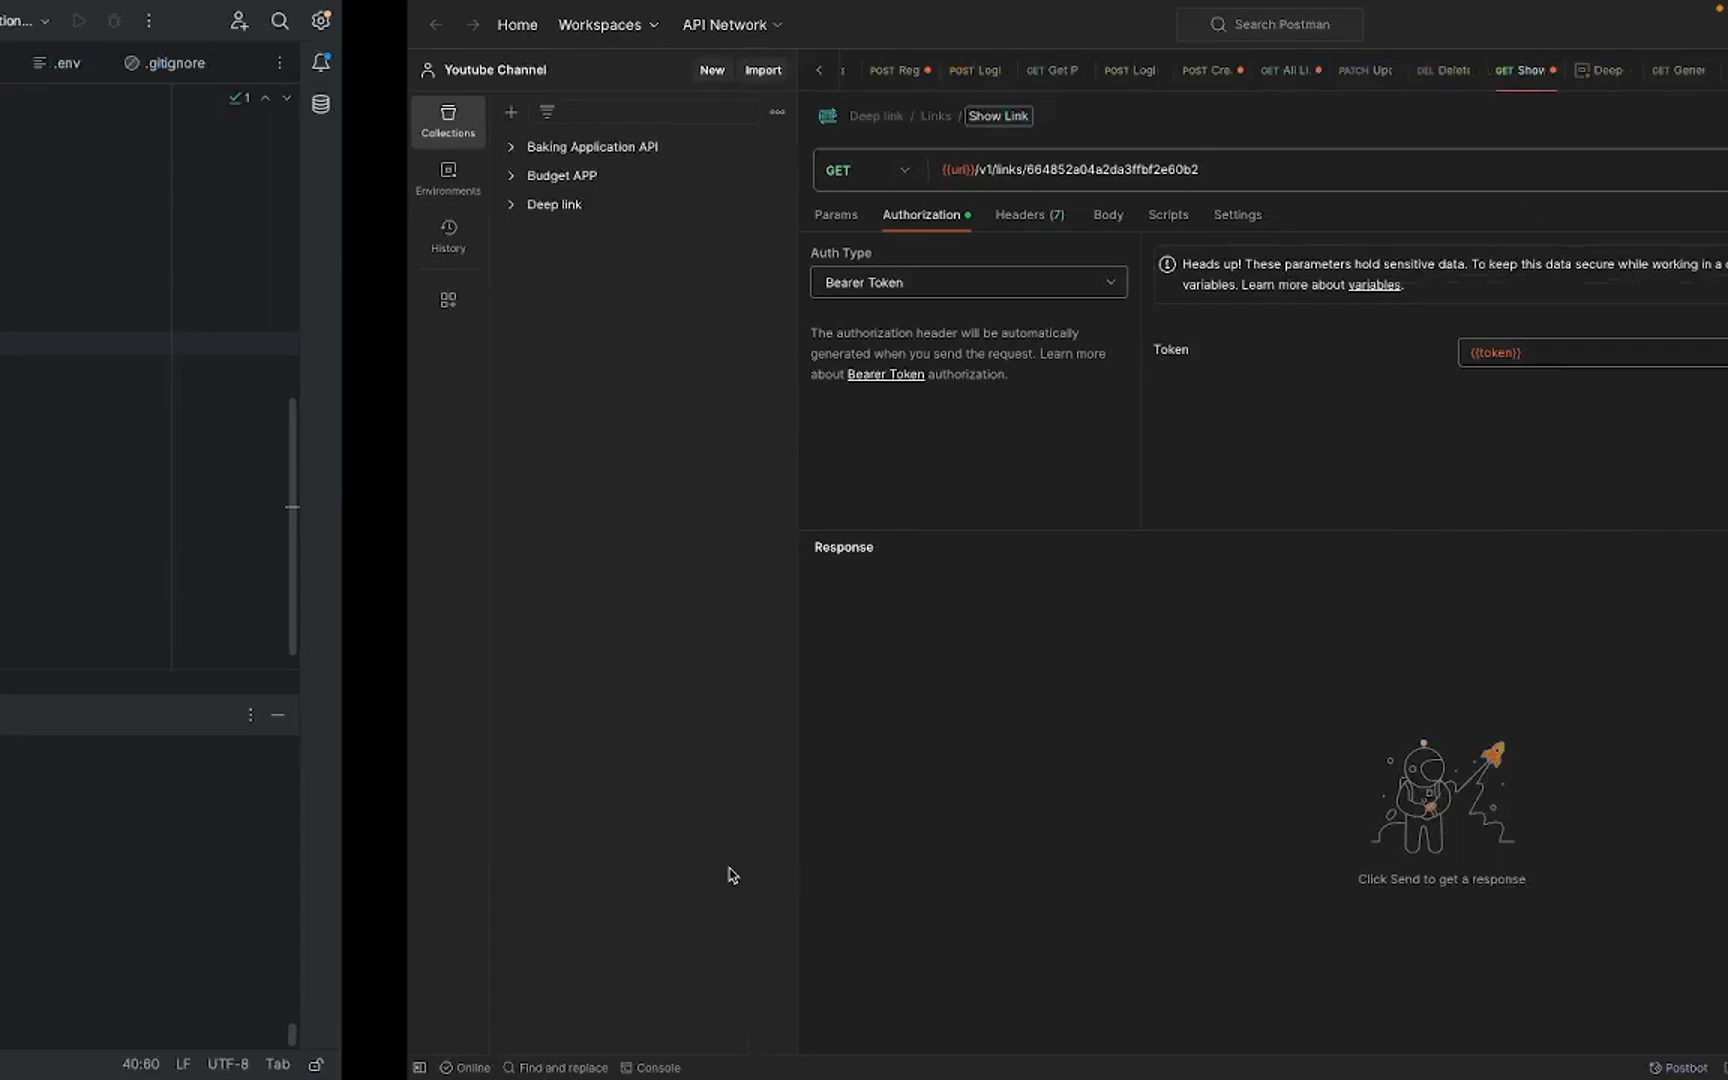 tion...
.env
.gitignore
1
40:60 LF UTF-8 Tab
Home Workspaces API Network
Search Postman
Youtube Channel
New Import
POST Reg POST Logi GET Get P POST Logi POST Cre. GET All Li. PATCH Upc DEL Delete GET Show Deep GET Gener
Collections
Environments
History
Baking Application API
Budget APP
Deep link
Deep link / Links / Show Link
GET {{url}}/v1/links/664852a04a2da3ffbf2e60b2
Params Authorization Headers (7) Body Scripts Settings
Auth Type
Bearer Token
The authorization header will be automatically
generated when you send the request. Learn more
about Bearer Token authorization.
Heads up! These parameters hold sensitive data. To keep this data secure while working in a
variables. Learn more about variables.
Token {{token}}
Response
Click Send to get a response
Online Find and replace Console
Postbot